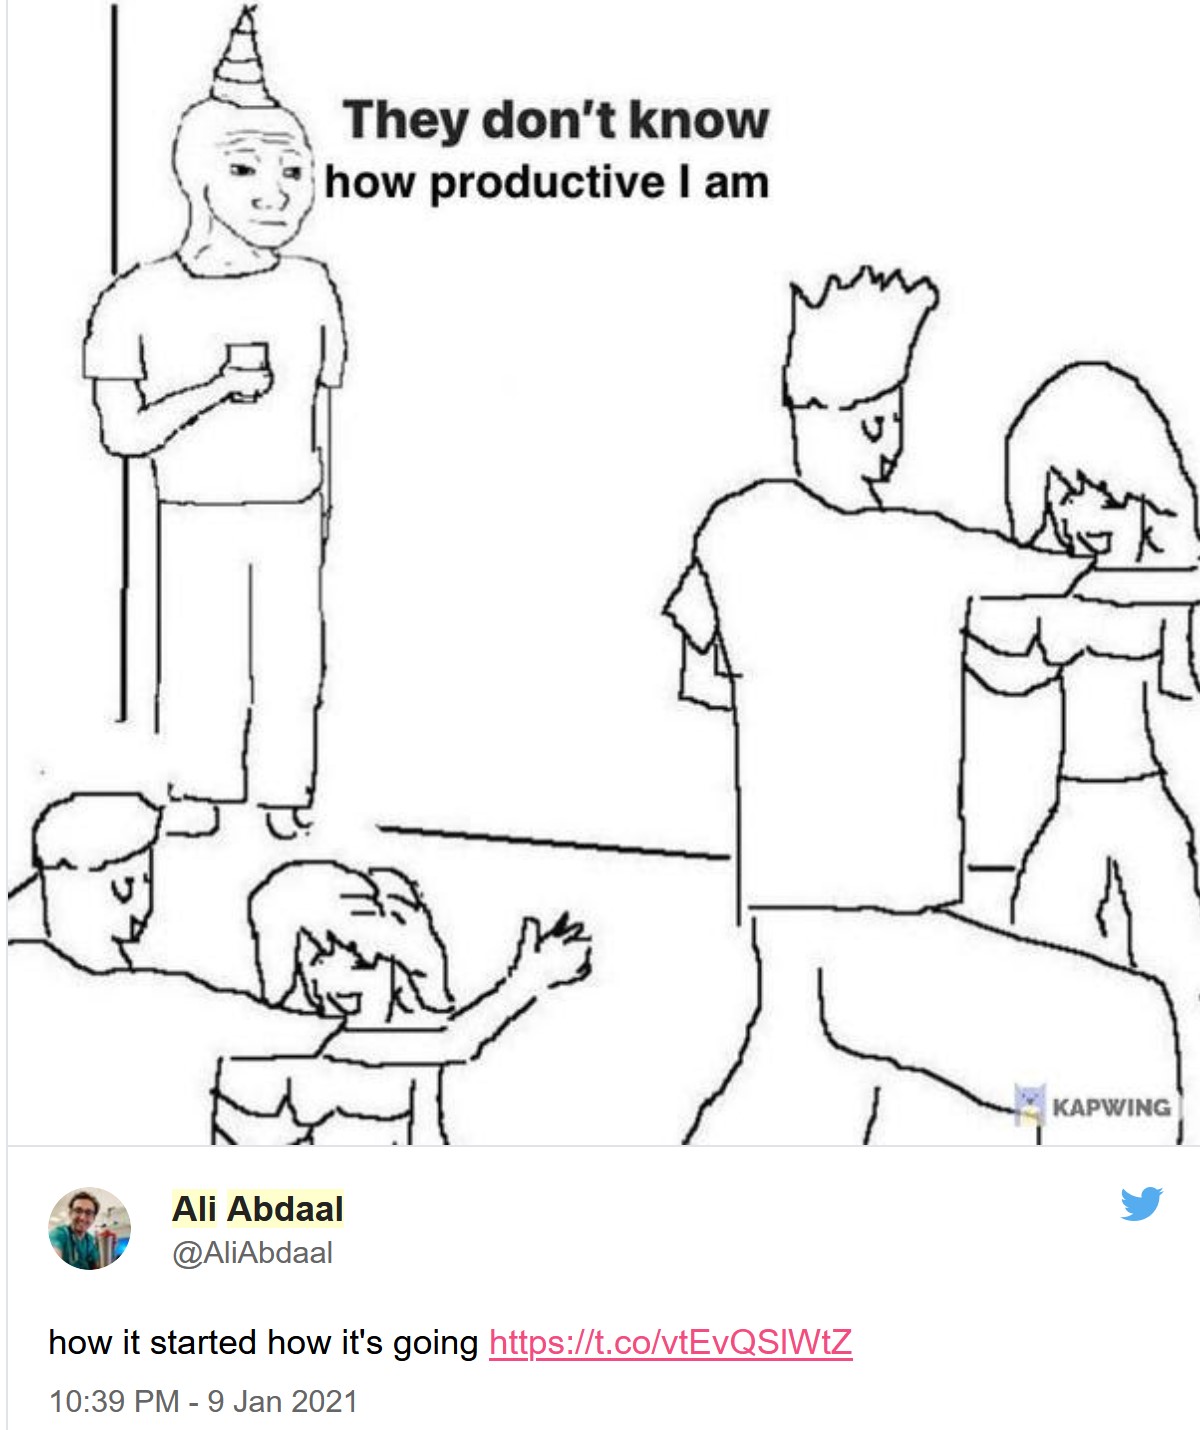 They don't know
how productive I am
KAPWING
Ali Abdaal
@AliAbdaal
how it started how it's going https://t.co/vtEvQSlWtZ
10:39 PM - 9 Jan 2021